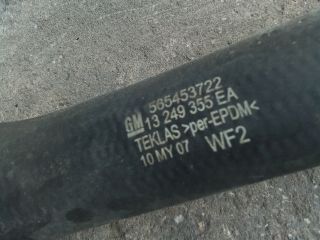 565453722
GM 13 249 355 EA
TEKLAS >per-EPDM<
10 MY 07 WF2